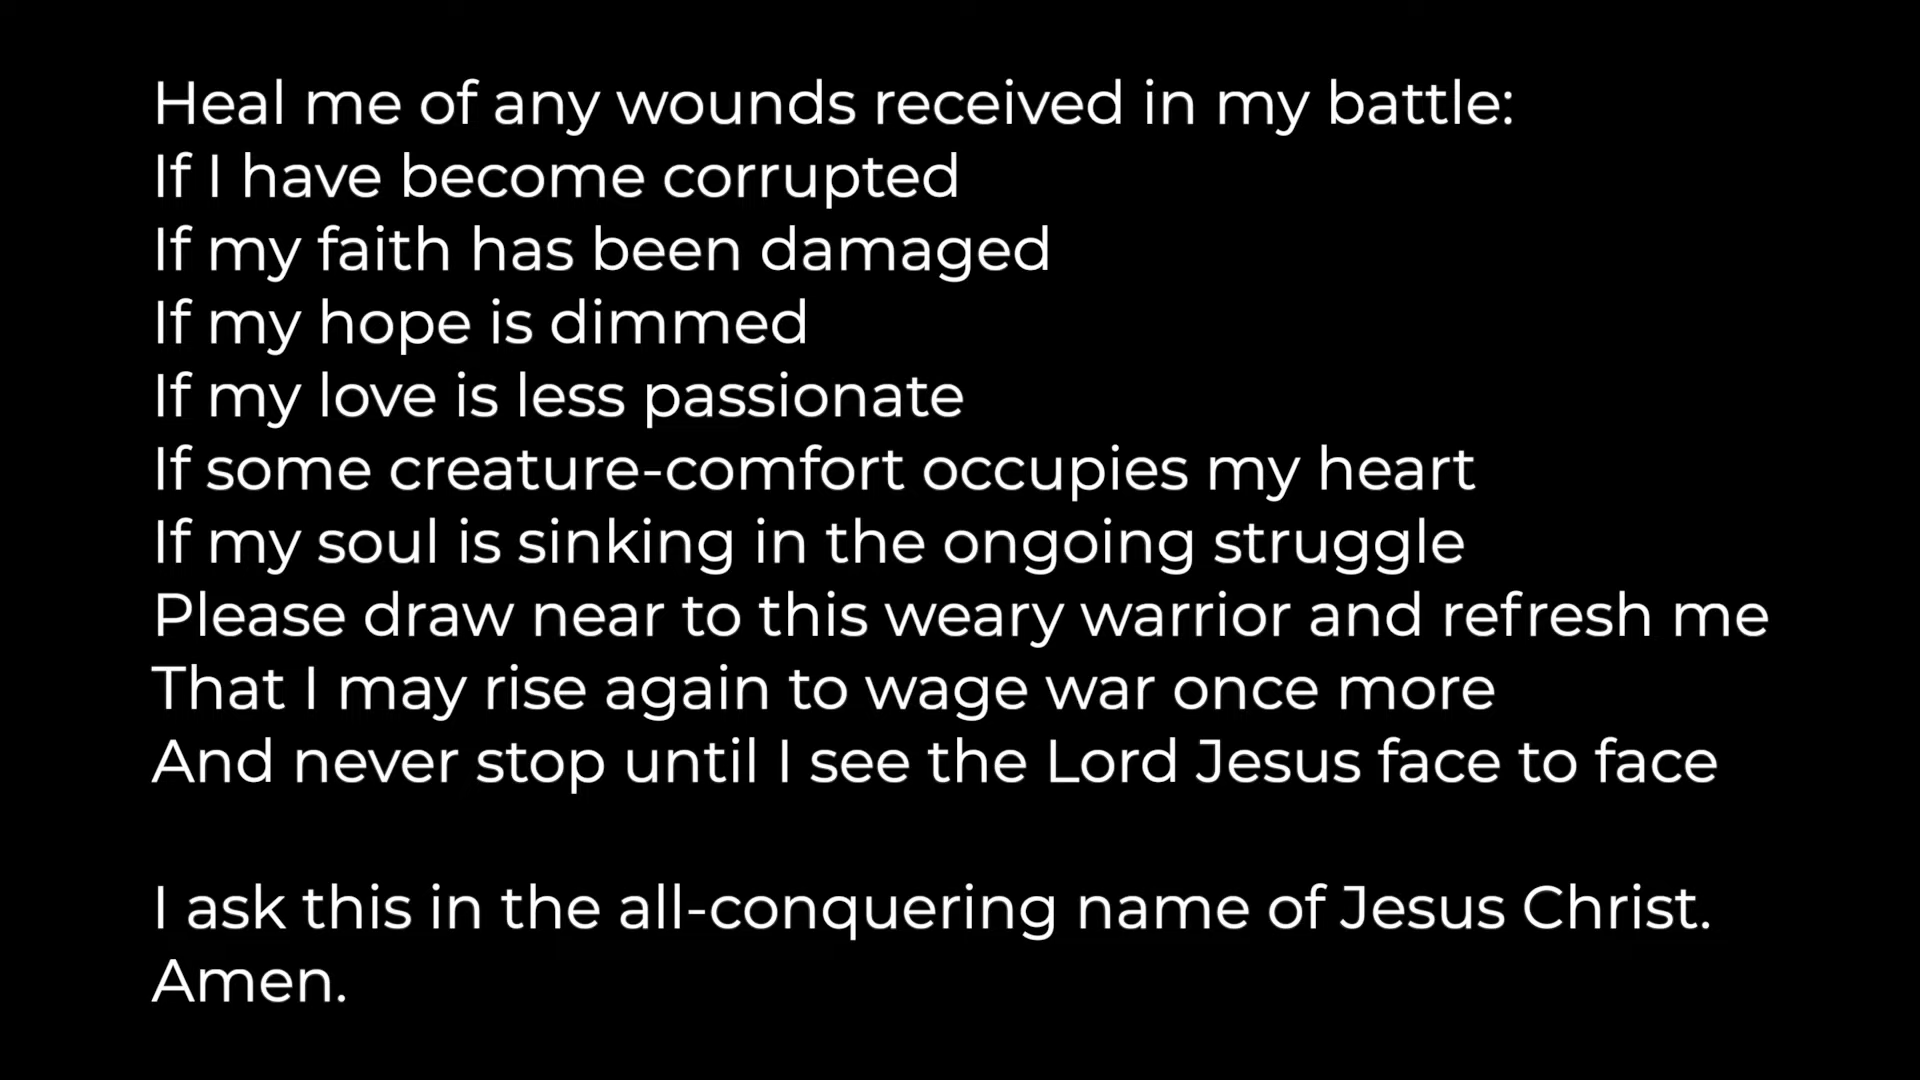 Heal me of any wounds received in my battle:
If I have become corrupted
If my faith has been damaged
If my hope is dimmed
If my love is less passionate
If some creature-comfort occupies my heart
If my soul is sinking in the ongoing struggle
Please draw near to this weary warrior and refresh me
That I may rise again to wage war once more
And never stop until I see the Lord Jesus face to face
I ask this in the all-conquering name of Jesus Christ.
Amen.